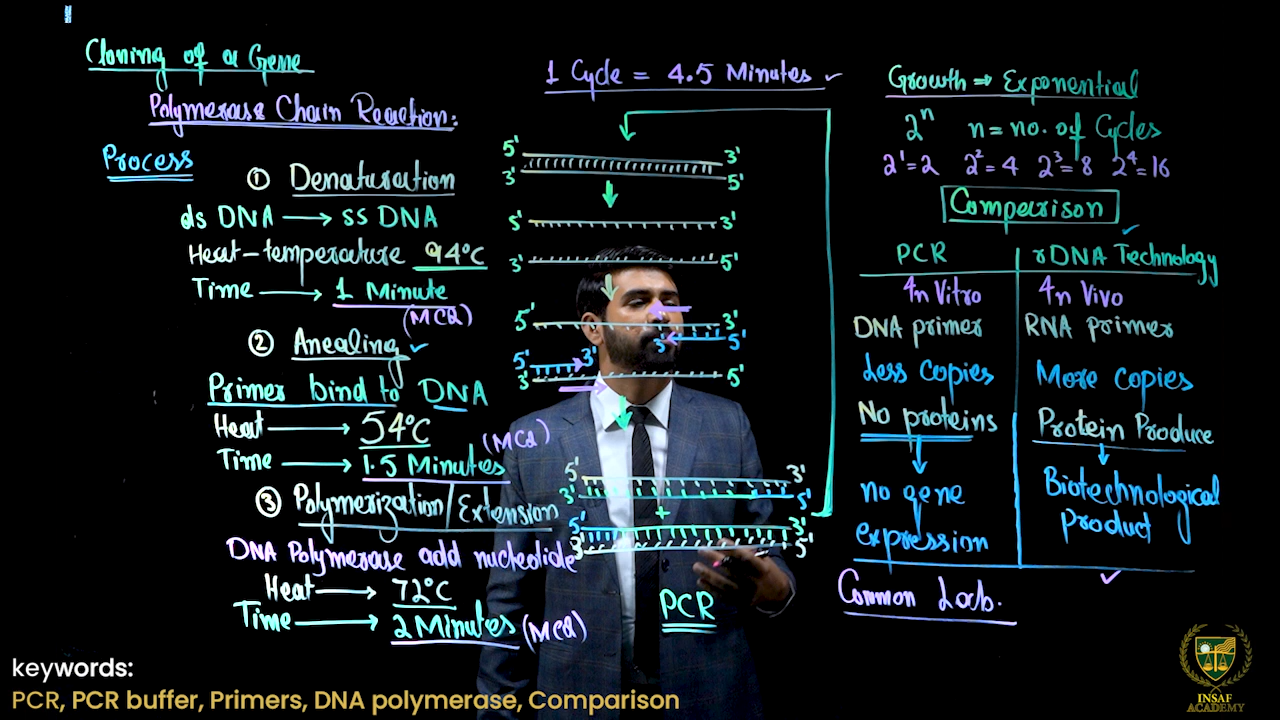 Cloning of a Gene
Polymerase Chain Reaction:
Process
① Denaturation
ds DNA → ss DNA
Heat-temperature 94°C
Time → 1 Minute
(MCQ)
② Anealing ✓
Primer bind to DNA
Heat → 54°C
(MCQ)
Time → 1.5 Minutes
③ Polymerization/Extension
DNA Polymerase add nucleotide
Heat → 72°C
Time → 2 Minutes (MCQ)
1 Cycle = 4.5 Minutes ✓
5' 3'
3' 5'
5' 3'
3' 5'
5' 3'
3' 5'
5' 3'
3' 5'
5' 3'
3' 5'
+
5' 3'
3' 5'
PCR
Growth ⇒ Exponential
2ⁿ n = no. of Cycles
2¹=2 2²=4 2³=8 2⁴=16
Comparison
PCR rDNA Technology
In Vitro In Vivo
DNA primer RNA primer
Less copies More copies
No proteins Protein Produce
no gene expression Biotechnological product
Common Lab.
keywords:
PCR, PCR buffer, Primers, DNA polymerase, Comparison
INSAF
ACADEMY